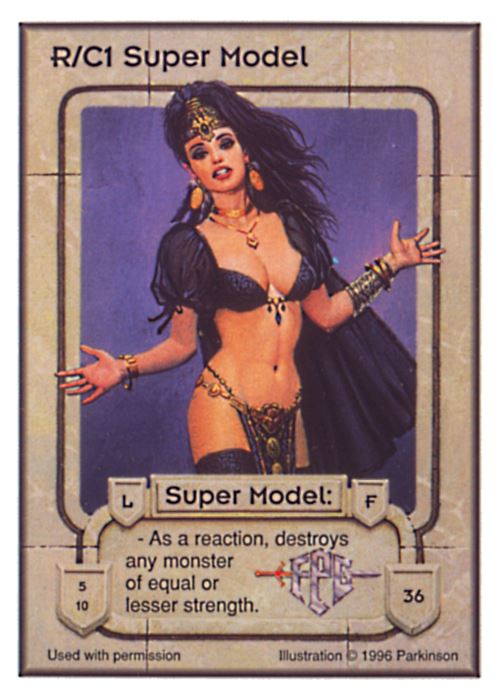 R/C1 Super Model
L
Super Model:
F
- As a reaction, destroys
any monster
of equal or
lesser strength.
FPG
5
10
36
Used with permission
Illustration © 1996 Parkinson